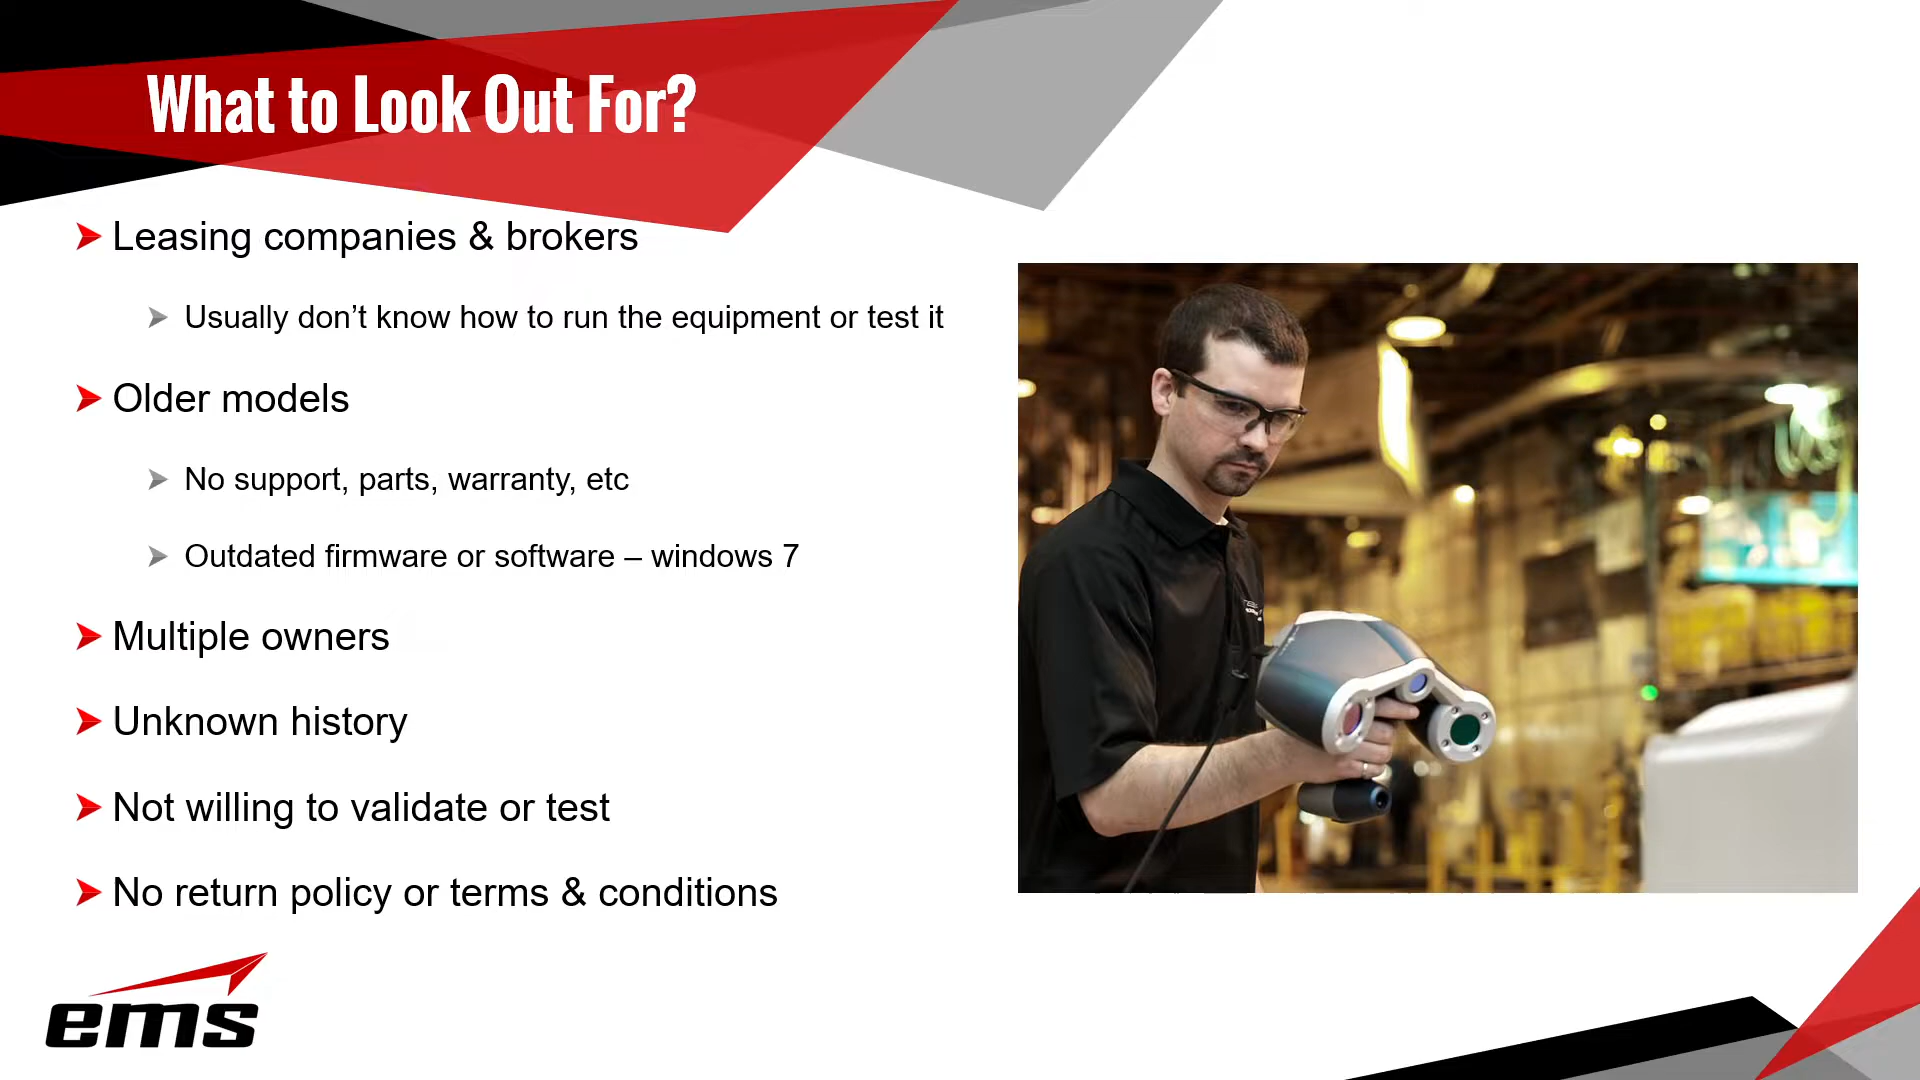 What to Look Out For?
Leasing companies & brokers
Usually don’t know how to run the equipment or test it
Older models
No support, parts, warranty, etc
Outdated firmware or software – windows 7
Multiple owners
Unknown history
Not willing to validate or test
No return policy or terms & conditions
ems